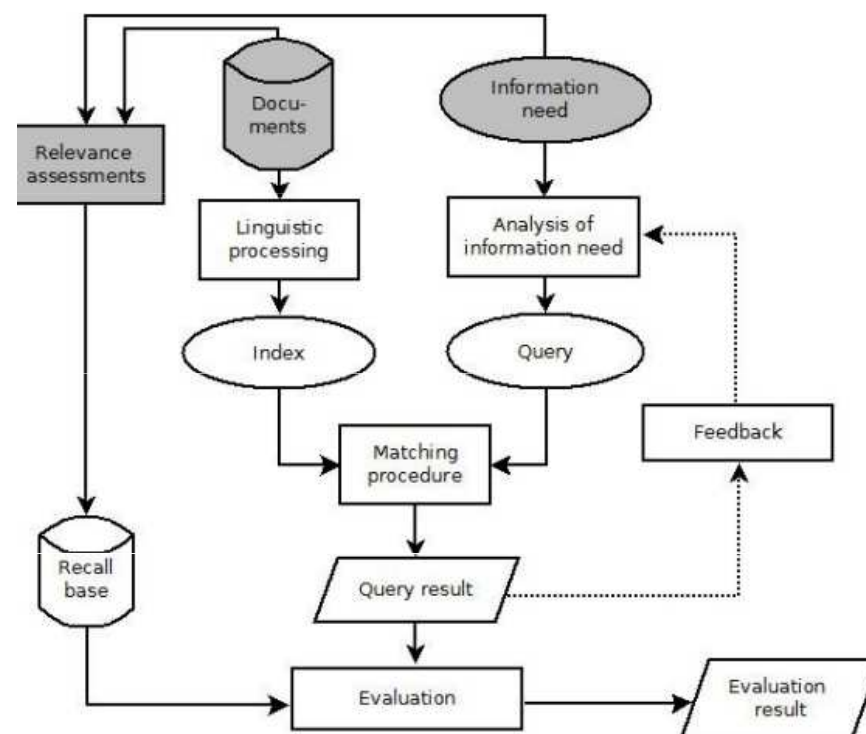 Docu-
ments
Information
need
Relevance
assessments
Linguistic
processing
Analysis of
information need
Index
Query
Feedback
Matching
procedure
Recall
base
Query result
Evaluation
Evaluation
result